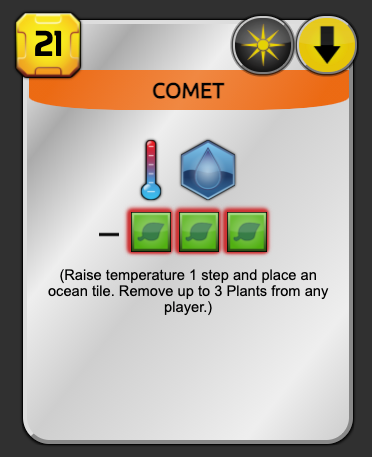 21
COMET
(Raise temperature 1 step and place an
ocean tile. Remove up to 3 Plants from any
player.)